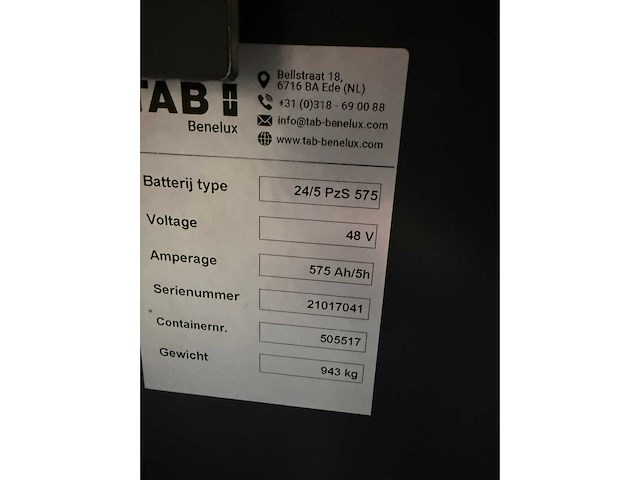 TAB
Benelux
Bellstraat 18,
6716 BA Ede (NL)
+31 (0)318 - 69 00 88
info@tab-benelux.com
www.tab-benelux.com
Batterij type 24/5 PzS 575
Voltage 48 V
Amperage 575 Ah/5h
Serienummer 21017041
* Containernr. 505517
Gewicht 943 kg